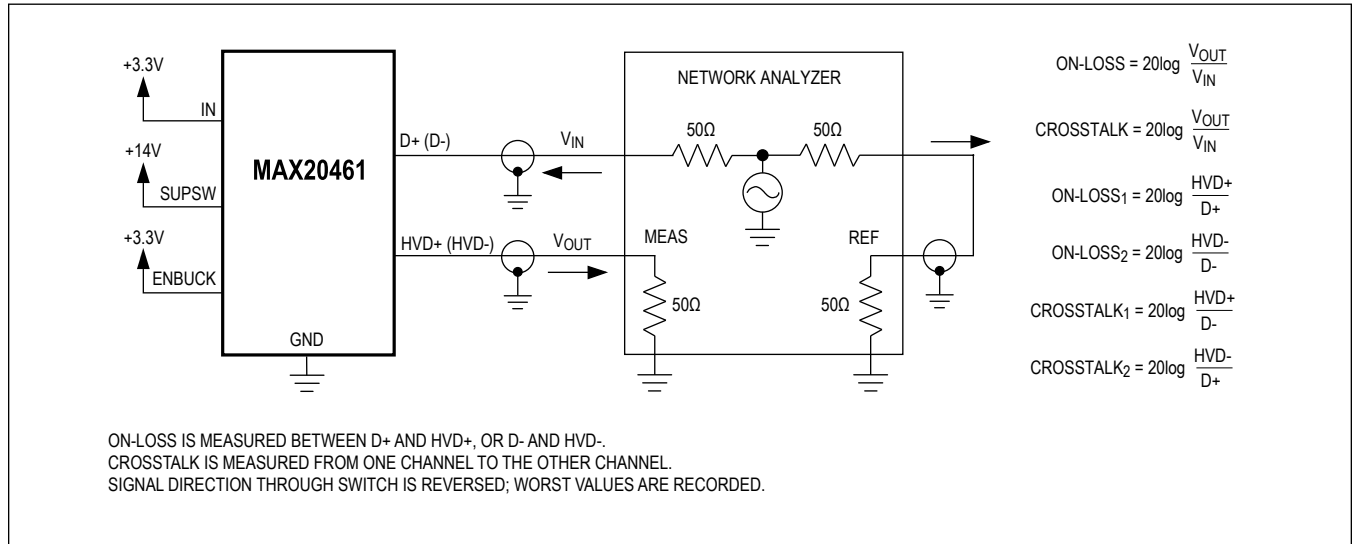 +3.3V
IN
+14V
SUPSW
+3.3V
ENBUCK
MAX20461
GND
D+ (D-)
HVD+ (HVD-)
VIN
VOUT
NETWORK ANALYZER
50Ω
50Ω
MEAS
REF
50Ω
50Ω
ON-LOSS = 20log VOUT
VIN
CROSSTALK = 20log VOUT
VIN
ON-LOSS1 = 20log HVD+
D+
ON-LOSS2 = 20log HVD-
D-
CROSSTALK1 = 20log HVD+
D-
CROSSTALK2 = 20log HVD-
D+
ON-LOSS IS MEASURED BETWEEN D+ AND HVD+, OR D- AND HVD-.
CROSSTALK IS MEASURED FROM ONE CHANNEL TO THE OTHER CHANNEL.
SIGNAL DIRECTION THROUGH SWITCH IS REVERSED; WORST VALUES ARE RECORDED.